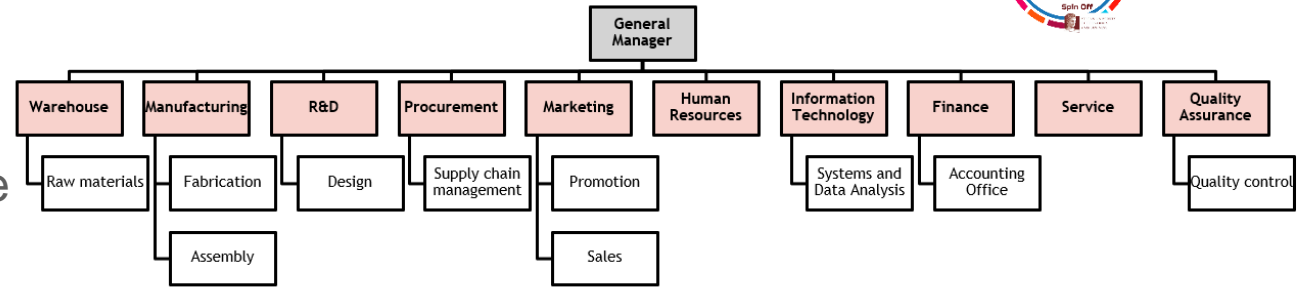 Spin Off
General
Manager
Warehouse
Manufacturing
R&D
Procurement
Marketing
Human
Resources
Information
Technology
Finance
Service
Quality
Assurance
e
Raw materials
Fabrication
Design
Supply chain
management
Promotion
Systems and
Data Analysis
Accounting
Office
Quality control
Assembly
Sales